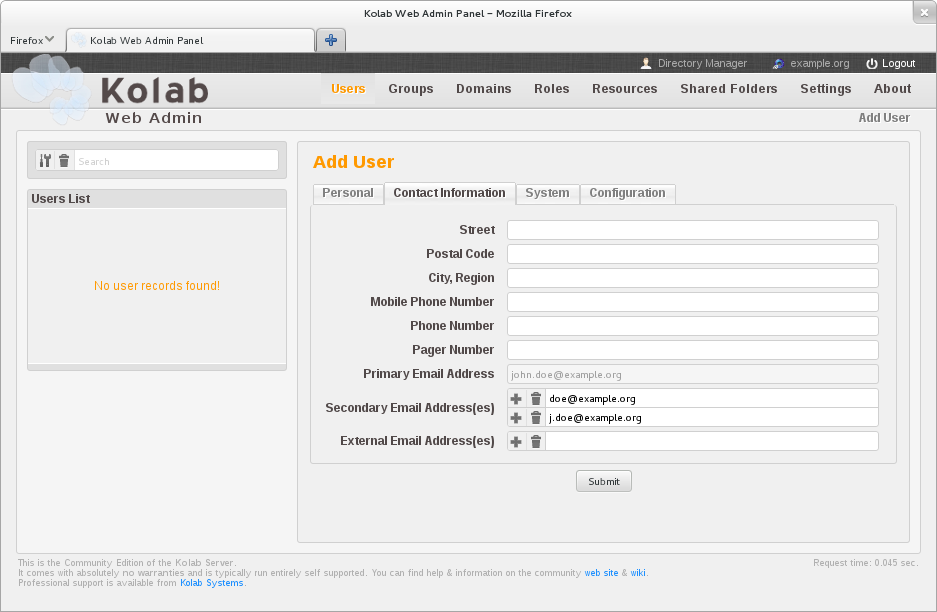 Kolab Web Admin Panel - Mozilla Firefox
Firefox
Kolab Web Admin Panel
Directory Manager
example.org
Logout
Kolab
Web Admin
Users
Groups
Domains
Roles
Resources
Shared Folders
Settings
About
Add User
Search
Users List
No user records found!
Add User
Personal
Contact Information
System
Configuration
Street
Postal Code
City, Region
Mobile Phone Number
Phone Number
Pager Number
Primary Email Address
john.doe@example.org
Secondary Email Address(es)
doe@example.org
j.doe@example.org
External Email Address(es)
Submit
This is the Community Edition of the Kolab Server.
It comes with absolutely no warranties and is typically run entirely self supported. You can find help & information on the community web site & wiki.
Professional support is available from Kolab Systems.
Request time: 0.045 sec.